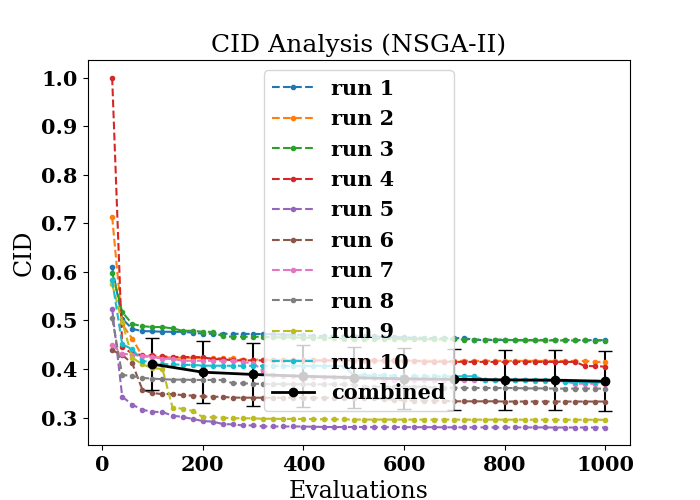 CID Analysis (NSGA-II)
1.0
0.9
0.8
0.7
0.6
0.5
0.4
0.3
CID
run 1
run 2
run 3
run 4
run 5
run 6
run 7
run 8
run 9
run 10
combined
0 200 400 600 800 1000
Evaluations